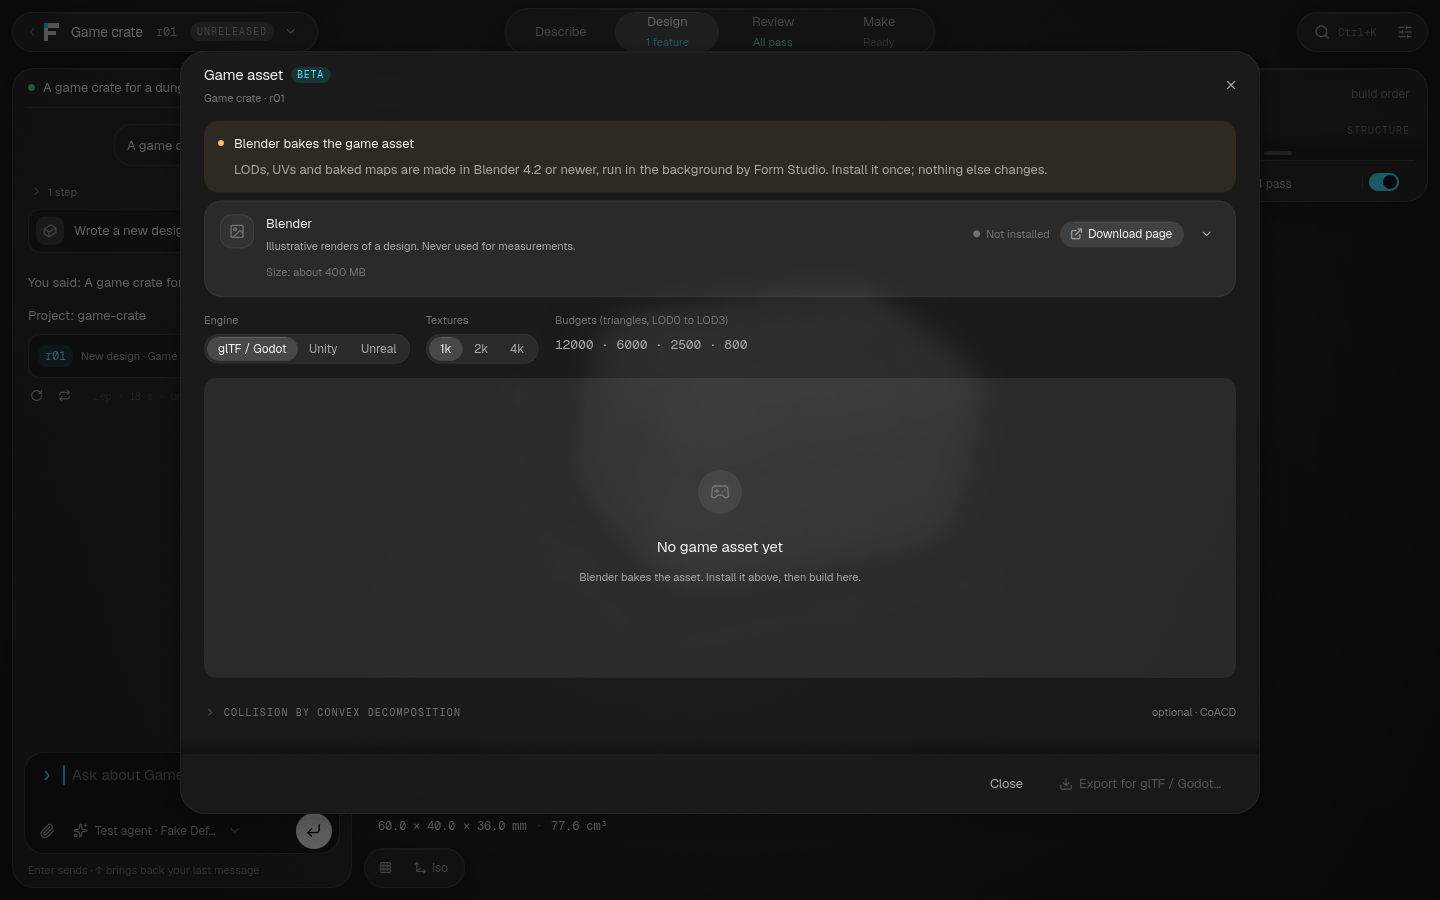 Game crate r01 UNRELEASED
Describe
Design
1 feature
Review
All pass
Make
Ready
Ctrl+K
Game asset BETA
Game crate · r01
Blender bakes the game asset
LODs, UVs and baked maps are made in Blender 4.2 or newer, run in the background by Form Studio. Install it once; nothing else changes.
Blender
Illustrative renders of a design. Never used for measurements.
Size: about 400 MB
Not installed
Download page
Engine
glTF / Godot Unity Unreal
Textures
1k 2k 4k
Budgets (triangles, LOD0 to LOD3)
12000 · 6000 · 2500 · 800
No game asset yet
Blender bakes the asset. Install it above, then build here.
COLLISION BY CONVEX DECOMPOSITION
optional · CoACD
Close
Export for glTF / Godot...
A game crate for a dun
A game c
1 step
Wrote a new desig
You said: A game crate for
Project: game-crate
r01 New design · Game
Ask about Game
Test agent · Fake Def...
Enter sends · ↑ brings back your last message
build order
STRUCTURE
pass
60.0 × 40.0 × 36.0 mm · 77.6 cm³
Iso